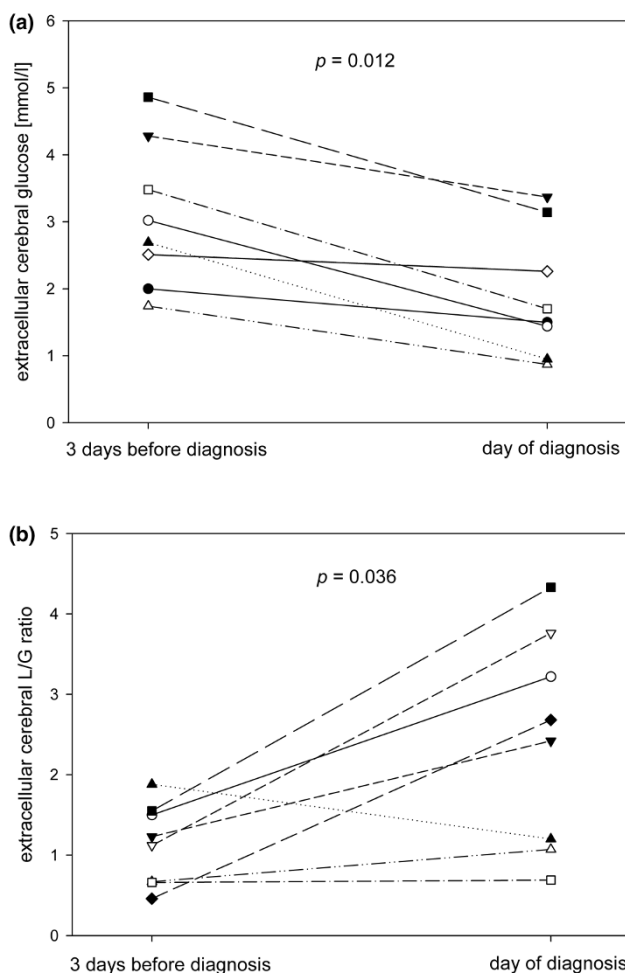 (a)
6
p = 0.012
5
4
3
2
1
0
extracellular cerebral glucose [mmol/l]
3 days before diagnosis day of diagnosis
(b)
5
p = 0.036
4
3
2
1
0
extracellular cerebral L/G ratio
3 days before diagnosis day of diagnosis